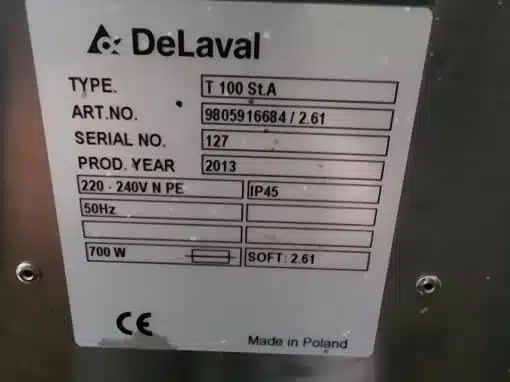 DeLaval
TYPE. T 100 St.A
ART.NO. 9805916684 / 2.61
SERIAL NO. 127
PROD. YEAR 2013
220 - 240V N PE IP45
50Hz
700 W SOFT: 2.61
CE
Made in Poland